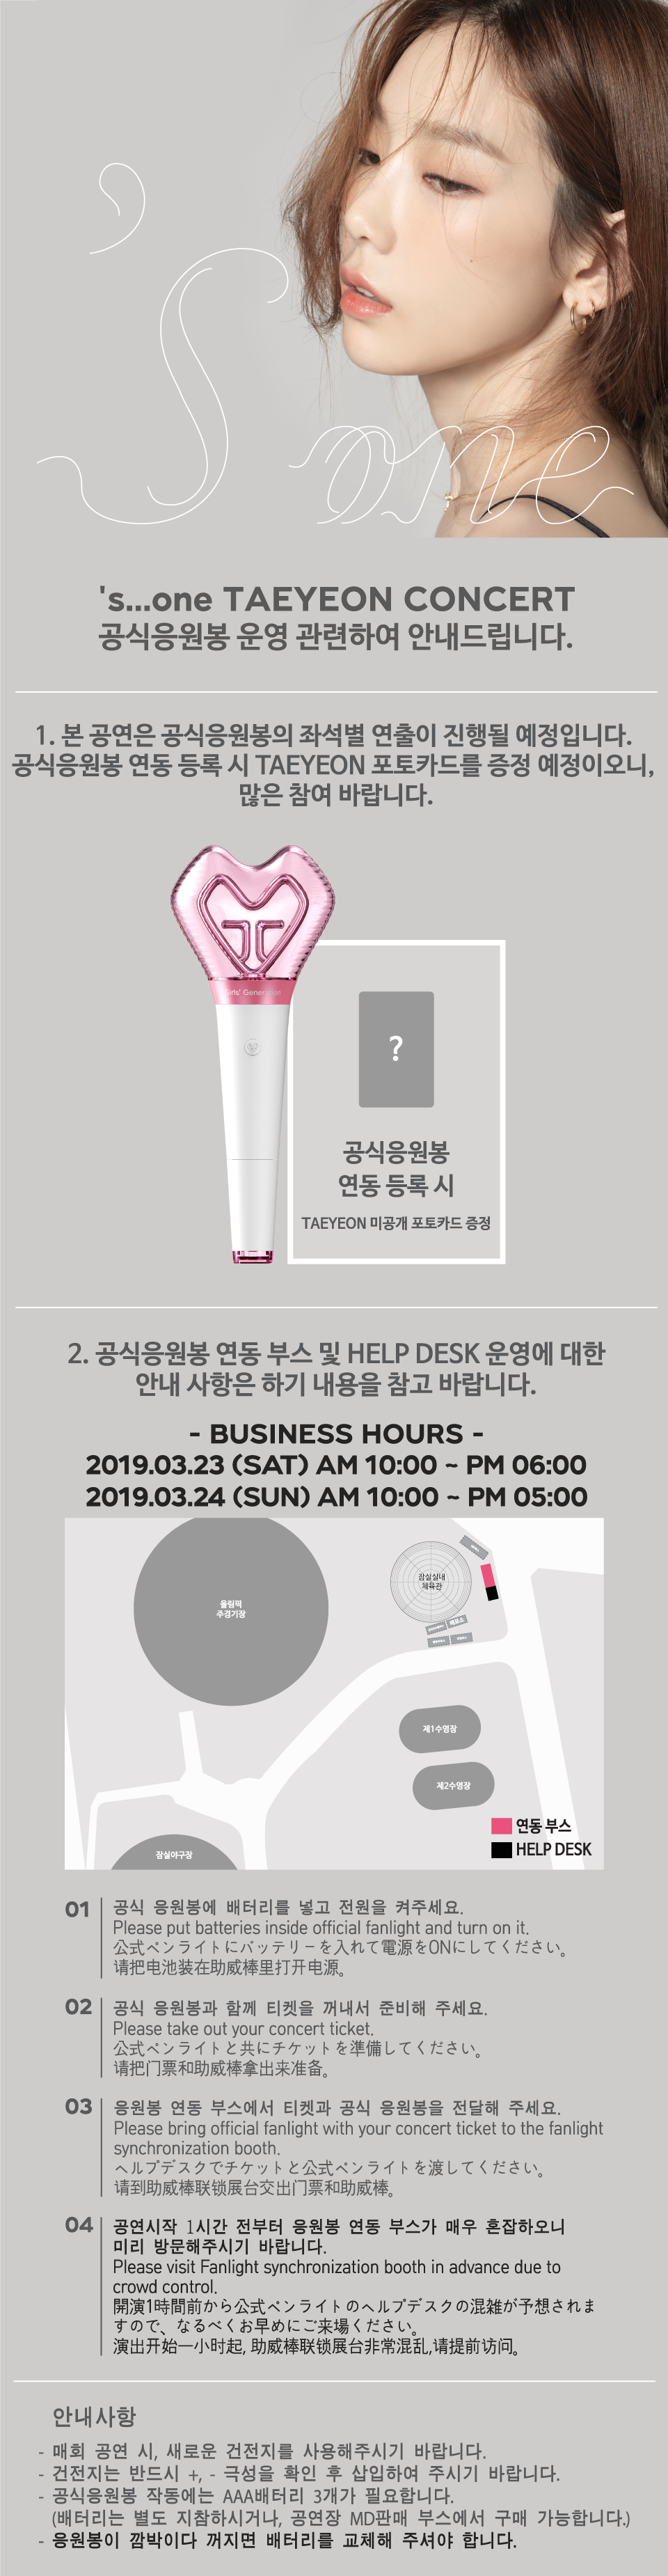 's one
's...one TAEYEON CONCERT
공식응원봉 운영 관련하여 안내드립니다.
1. 본 공연은 공식응원봉의 좌석별 연출이 진행될 예정입니다.
공식응원봉 연동 등록 시 TAEYEON 포토카드를 증정 예정이오니,
많은 참여 바랍니다.
Girls' Generation
?
공식응원봉
연동 등록 시
TAEYEON 미공개 포토카드 증정
2. 공식응원봉 연동 부스 및 HELP DESK 운영에 대한
안내 사항은 하기 내용을 참고 바랍니다.
- BUSINESS HOURS -
2019.03.23 (SAT) AM 10:00 ~ PM 06:00
2019.03.24 (SUN) AM 10:00 ~ PM 05:00
잠실실내
체육관
올림픽
주경기장
제1수영장
제2수영장
잠실야구장
연동 부스
HELP DESK
01
공식 응원봉에 배터리를 넣고 전원을 켜주세요.
Please put batteries inside official fanlight and turn on it.
公式ペンライトにバッテリーを入れて電源をONにしてください。
请把电池装在助威棒里打开电源。
02
공식 응원봉과 함께 티켓을 꺼내서 준비해 주세요.
Please take out your concert ticket.
公式ペンライトと共にチケットを準備してください。
请把门票和助威棒拿出来准备。
03
응원봉 연동 부스에서 티켓과 공식 응원봉을 전달해 주세요.
Please bring official fanlight with your concert ticket to the fanlight
synchronization booth.
ヘルプデスクでチケットと公式ペンライトを渡してください。
请到助威棒联锁展台交出门票和助威棒。
04
공연시작 1시간 전부터 응원봉 연동 부스가 매우 혼잡하오니
미리 방문해주시기 바랍니다.
Please visit Fanlight synchronization booth in advance due to
crowd control.
開演1時間前から公式ペンライトのヘルプデスクの混雑が予想されま
すので、なるべくお早めにご来場ください。
演出开始一小时起, 助威棒联锁展台非常混乱,请提前访问。
안내사항
- 매회 공연 시, 새로운 건전지를 사용해주시기 바랍니다.
- 건전지는 반드시 +, - 극성을 확인 후 삽입하여 주시기 바랍니다.
- 공식응원봉 작동에는 AAA배터리 3개가 필요합니다.
(배터리는 별도 지참하시거나, 공연장 MD판매 부스에서 구매 가능합니다.)
- 응원봉이 깜박이다 꺼지면 배터리를 교체해 주셔야 합니다.